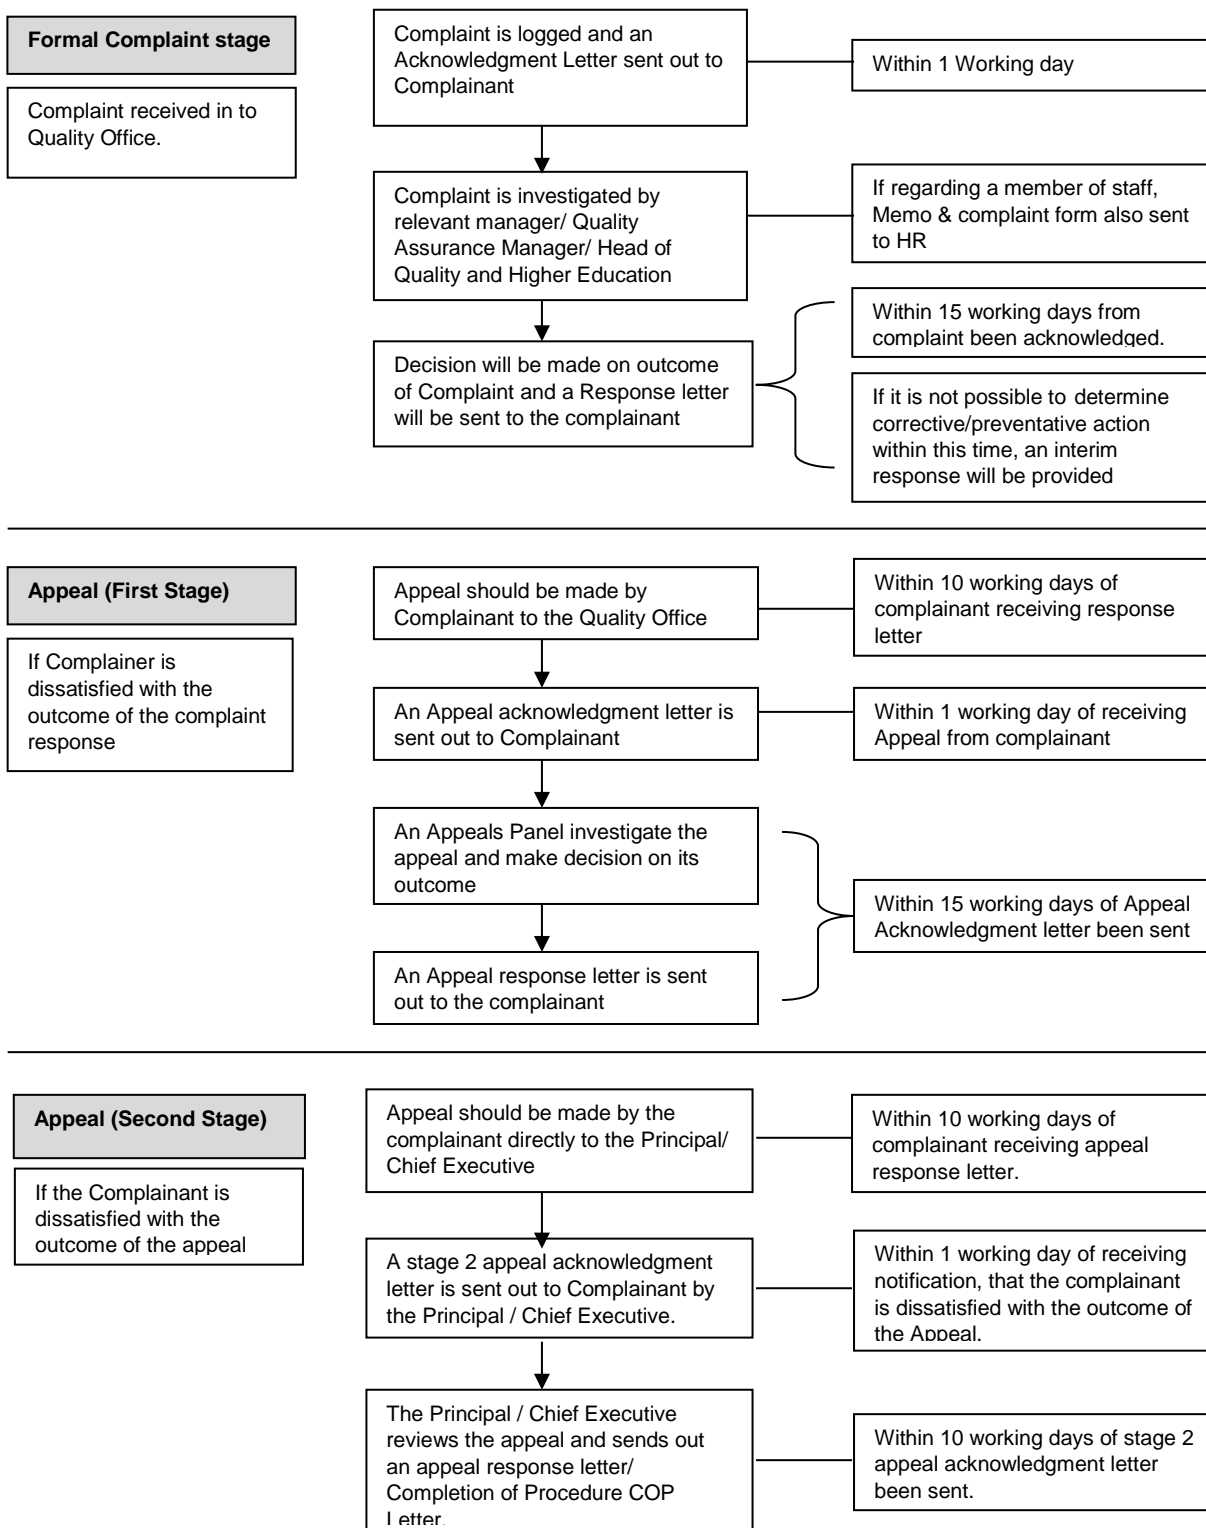 Formal Complaint stage
Complaint received in to
Quality Office.
Complaint is logged and an
Acknowledgment Letter sent out to
Complainant
Within 1 Working day
Complaint is investigated by
relevant manager/ Quality
Assurance Manager/ Head of
Quality and Higher Education
If regarding a member of staff,
Memo & complaint form also sent
to HR
Decision will be made on outcome
of Complaint and a Response letter
will be sent to the complainant
Within 15 working days from
complaint been acknowledged.
If it is not possible to determine
corrective/preventative action
within this time, an interim
response will be provided
Appeal (First Stage)
If Complainer is
dissatisfied with the
outcome of the complaint
response
Appeal should be made by
Complainant to the Quality Office
Within 10 working days of
complainant receiving response
letter
An Appeal acknowledgment letter is
sent out to Complainant
Within 1 working day of receiving
Appeal from complainant
An Appeals Panel investigate the
appeal and make decision on its
outcome
An Appeal response letter is sent
out to the complainant
Within 15 working days of Appeal
Acknowledgment letter been sent
Appeal (Second Stage)
If the Complainant is
dissatisfied with the
outcome of the appeal
Appeal should be made by the
complainant directly to the Principal/
Chief Executive
Within 10 working days of
complainant receiving appeal
response letter.
A stage 2 appeal acknowledgment
letter is sent out to Complainant by
the Principal / Chief Executive.
Within 1 working day of receiving
notification, that the complainant
is dissatisfied with the outcome of
the Appeal.
The Principal / Chief Executive
reviews the appeal and sends out
an appeal response letter/
Completion of Procedure COP
Letter.
Within 10 working days of stage 2
appeal acknowledgment letter
been sent.